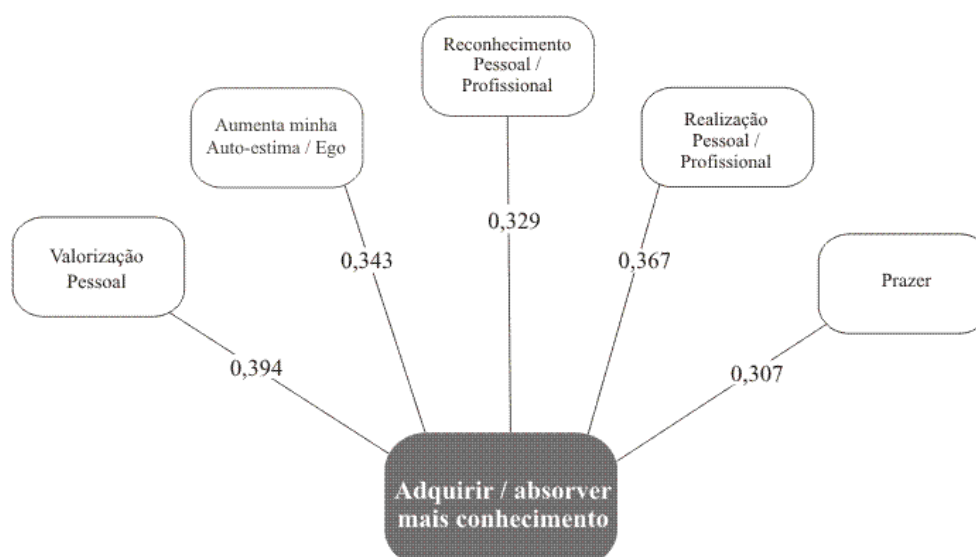 Reconhecimento
Pessoal /
Profissional
Aumenta minha
Auto-estima / Ego
Realização
Pessoal /
Profissional
Valorização
Pessoal
Prazer
0,394
0,343
0,329
0,367
0,307
Adquirir / absorver
mais conhecimento